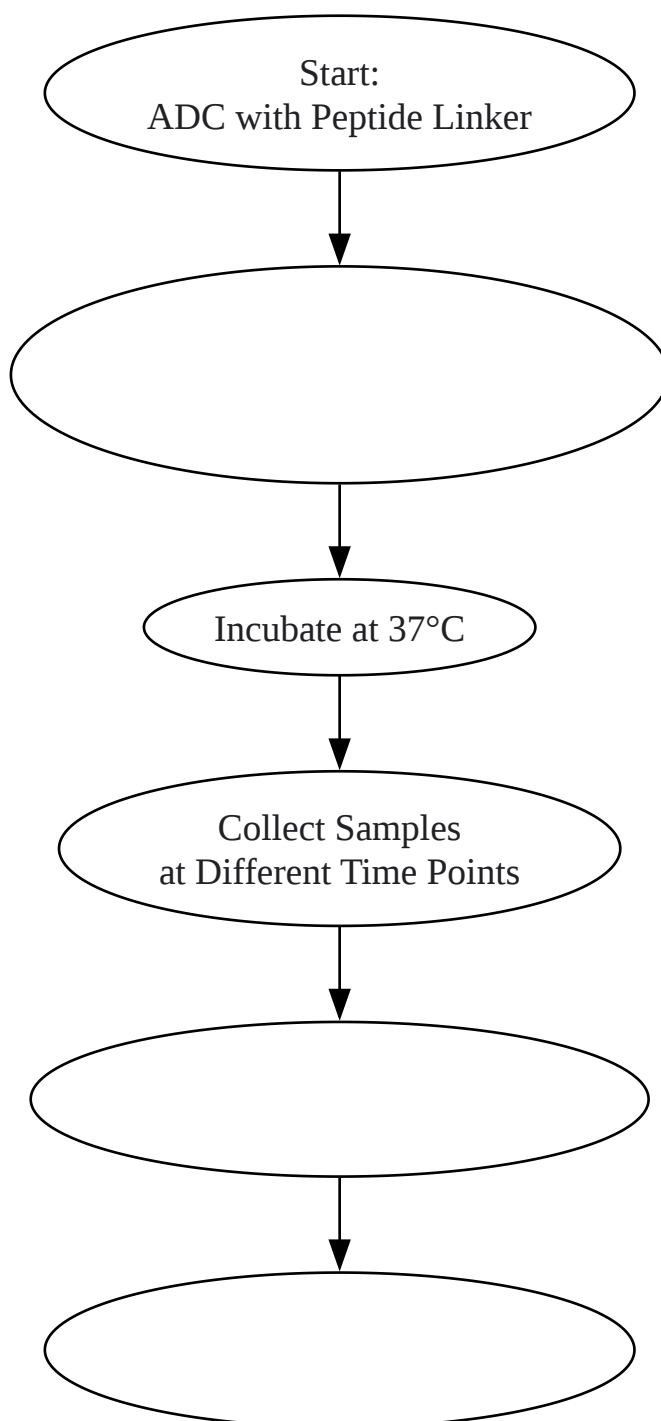 Start:
ADC with Peptide Linker
Incubate at 37°C
Collect Samples
at Different Time Points